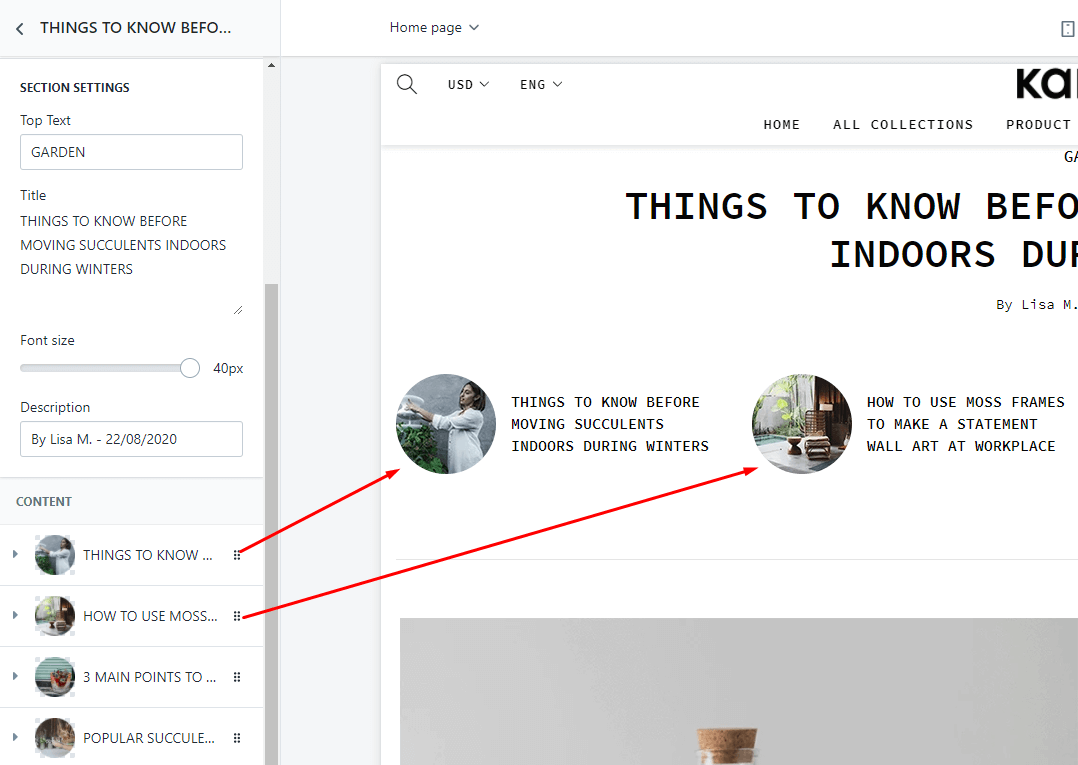 THINGS TO KNOW BEFO...
Home page
SECTION SETTINGS
Top Text
GARDEN
Title
THINGS TO KNOW BEFORE
MOVING SUCCULENTS INDOORS
DURING WINTERS
Font size
40px
Description
By Lisa M. - 22/08/2020
CONTENT
THINGS TO KNOW ...
HOW TO USE MOSS...
3 MAIN POINTS TO ...
POPULAR SUCCULE...
USD
ENG
ka
HOME
ALL COLLECTIONS
PRODUCT
GA
THINGS TO KNOW BEFO
INDOORS DUR
By Lisa M.
THINGS TO KNOW BEFORE
MOVING SUCCULENTS
INDOORS DURING WINTERS
HOW TO USE MOSS FRAMES
TO MAKE A STATEMENT
WALL ART AT WORKPLACE